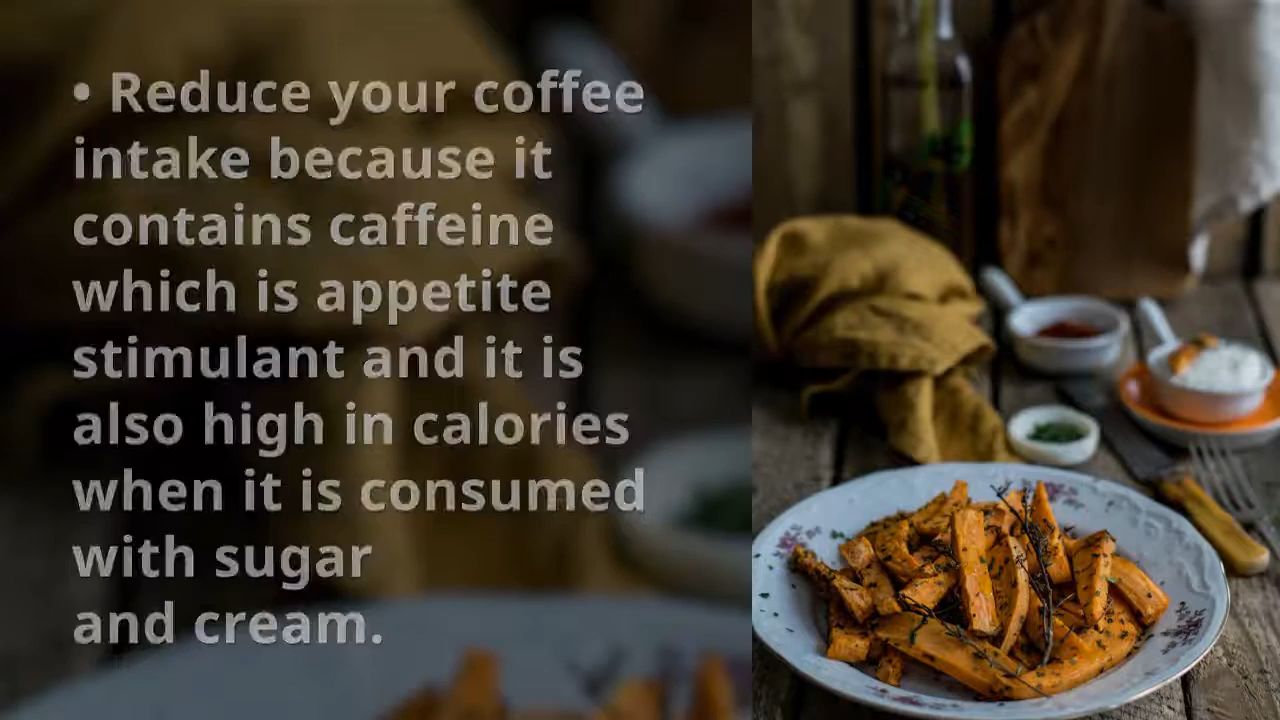 • Reduce your coffee
intake because it
contains caffeine
which is appetite
stimulant and it is
also high in calories
when it is consumed
with sugar
and cream.